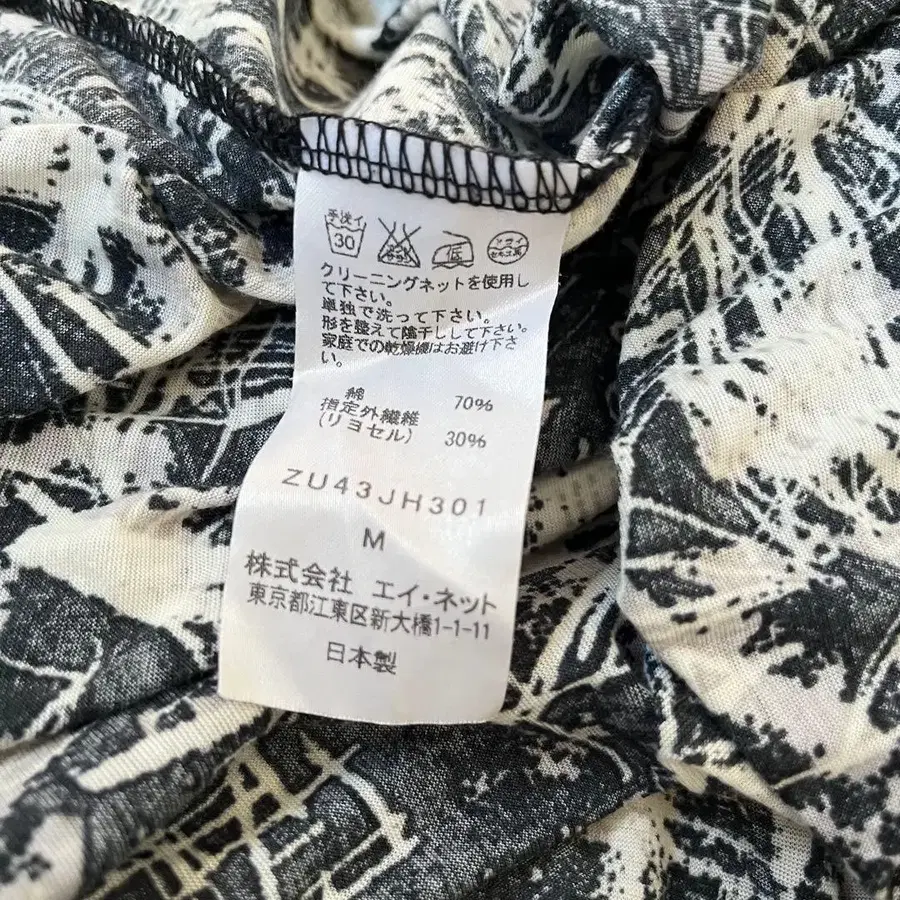 手洗イ
30
低
クリーニングネットを使用し
て下さい。
単独で洗って下さい。
形を整えて陰干しして下さい。
家庭での乾燥機はお避け下さ
い。
綿 70%
指定外繊維
(リヨセル) 30%
ZU43JH301
M
株式会社 エイ・ネット
東京都江東区新大橋1-1-11
日本製